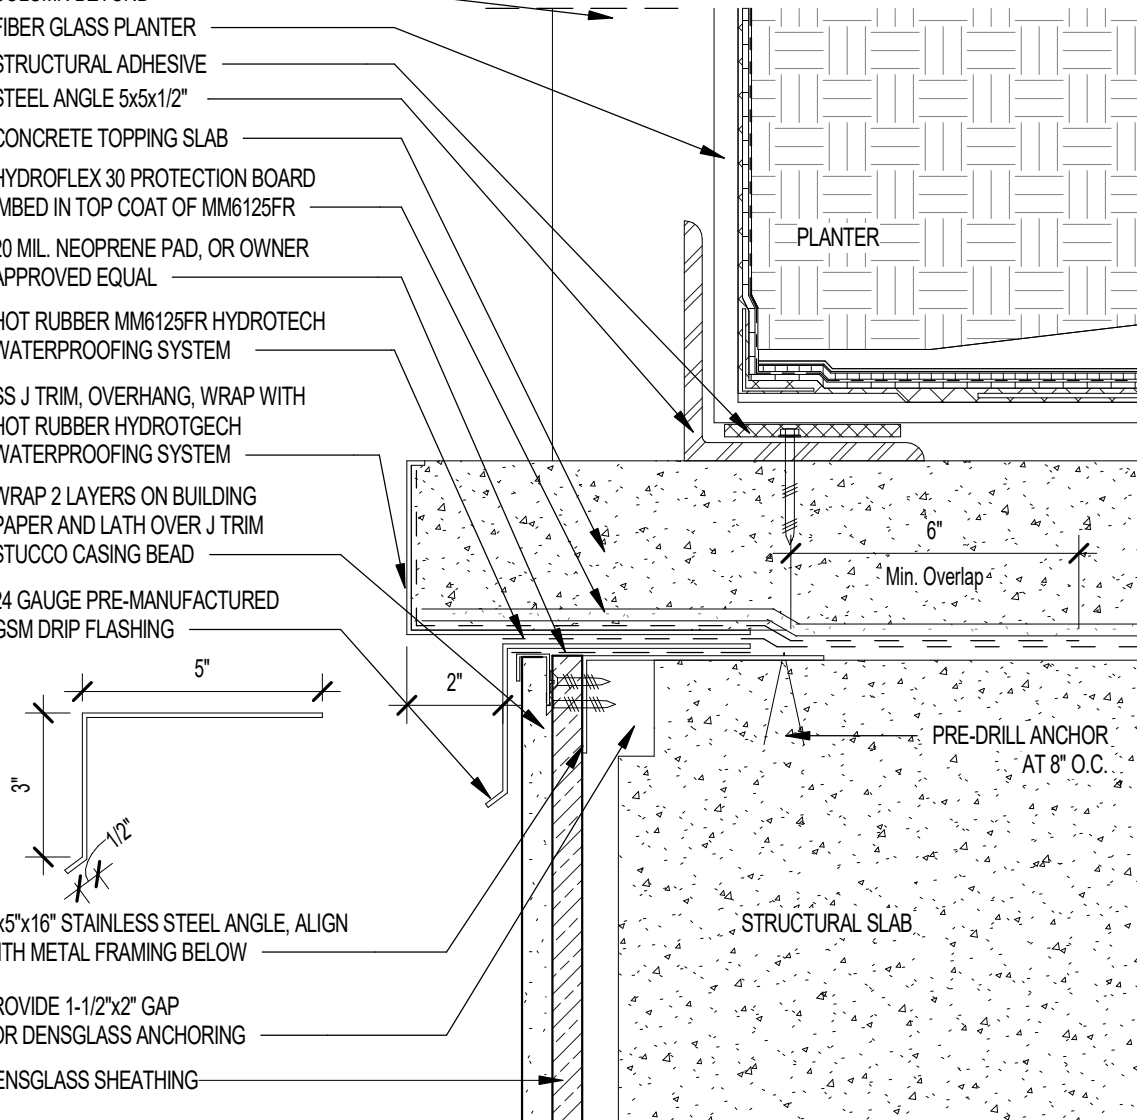 FIBER GLASS PLANTER
STRUCTURAL ADHESIVE
STEEL ANGLE 5x5x1/2"
CONCRETE TOPPING SLAB
HYDROFLEX 30 PROTECTION BOARD
IMBED IN TOP COAT OF MM6125FR
20 MIL. NEOPRENE PAD, OR OWNER
APPROVED EQUAL
HOT RUBBER MM6125FR HYDROTECH
WATERPROOFING SYSTEM
SS J TRIM, OVERHANG, WRAP WITH
HOT RUBBER HYDROTGECH
WATERPROOFING SYSTEM
WRAP 2 LAYERS ON BUILDING
PAPER AND LATH OVER J TRIM
STUCCO CASING BEAD
24 GAUGE PRE-MANUFACTURED
GSM DRIP FLASHING
5"
3"
1/2"
2"
x5"x16" STAINLESS STEEL ANGLE, ALIGN
ITH METAL FRAMING BELOW
ROVIDE 1-1/2"x2" GAP
OR DENSGLASS ANCHORING
ENSGLASS SHEATHING
PLANTER
6"
Min. Overlap
PRE-DRILL ANCHOR
AT 8" O.C.
STRUCTURAL SLAB